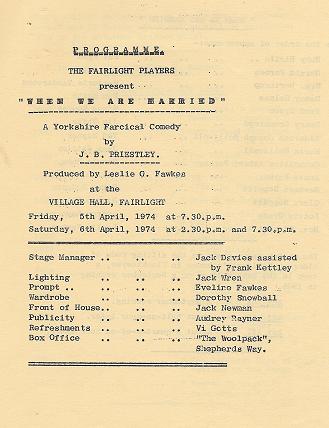 PROGRAMME.
THE FAIRLIGHT PLAYERS
present
"WHEN WE ARE MARRIED"
A Yorkshire Farcical Comedy
by
J. B. PRIESTLEY.
Produced by Leslie G. Fawkes
at the
VILLAGE HALL, FAIRLIGHT
Friday, 5th April, 1974 at 7.30.p.m.
Saturday, 6th April, 1974 at 2.30.p.m. and 7.30.p.m.
Stage Manager .. .. .. Jack Davies assisted
by Frank Kettley
Lighting .. .. Jack Wren
Prompt .. .. .. Eveline Fawkes
Wardrobe .. .. Dorothy Snowball
Front of House.. .. .. Jack Newman
Publicity .. .. Audrey Rayner
Refreshments .. .. Vi Gotts
Box Office .. .. "The Woolpack",
Shepherds Way.